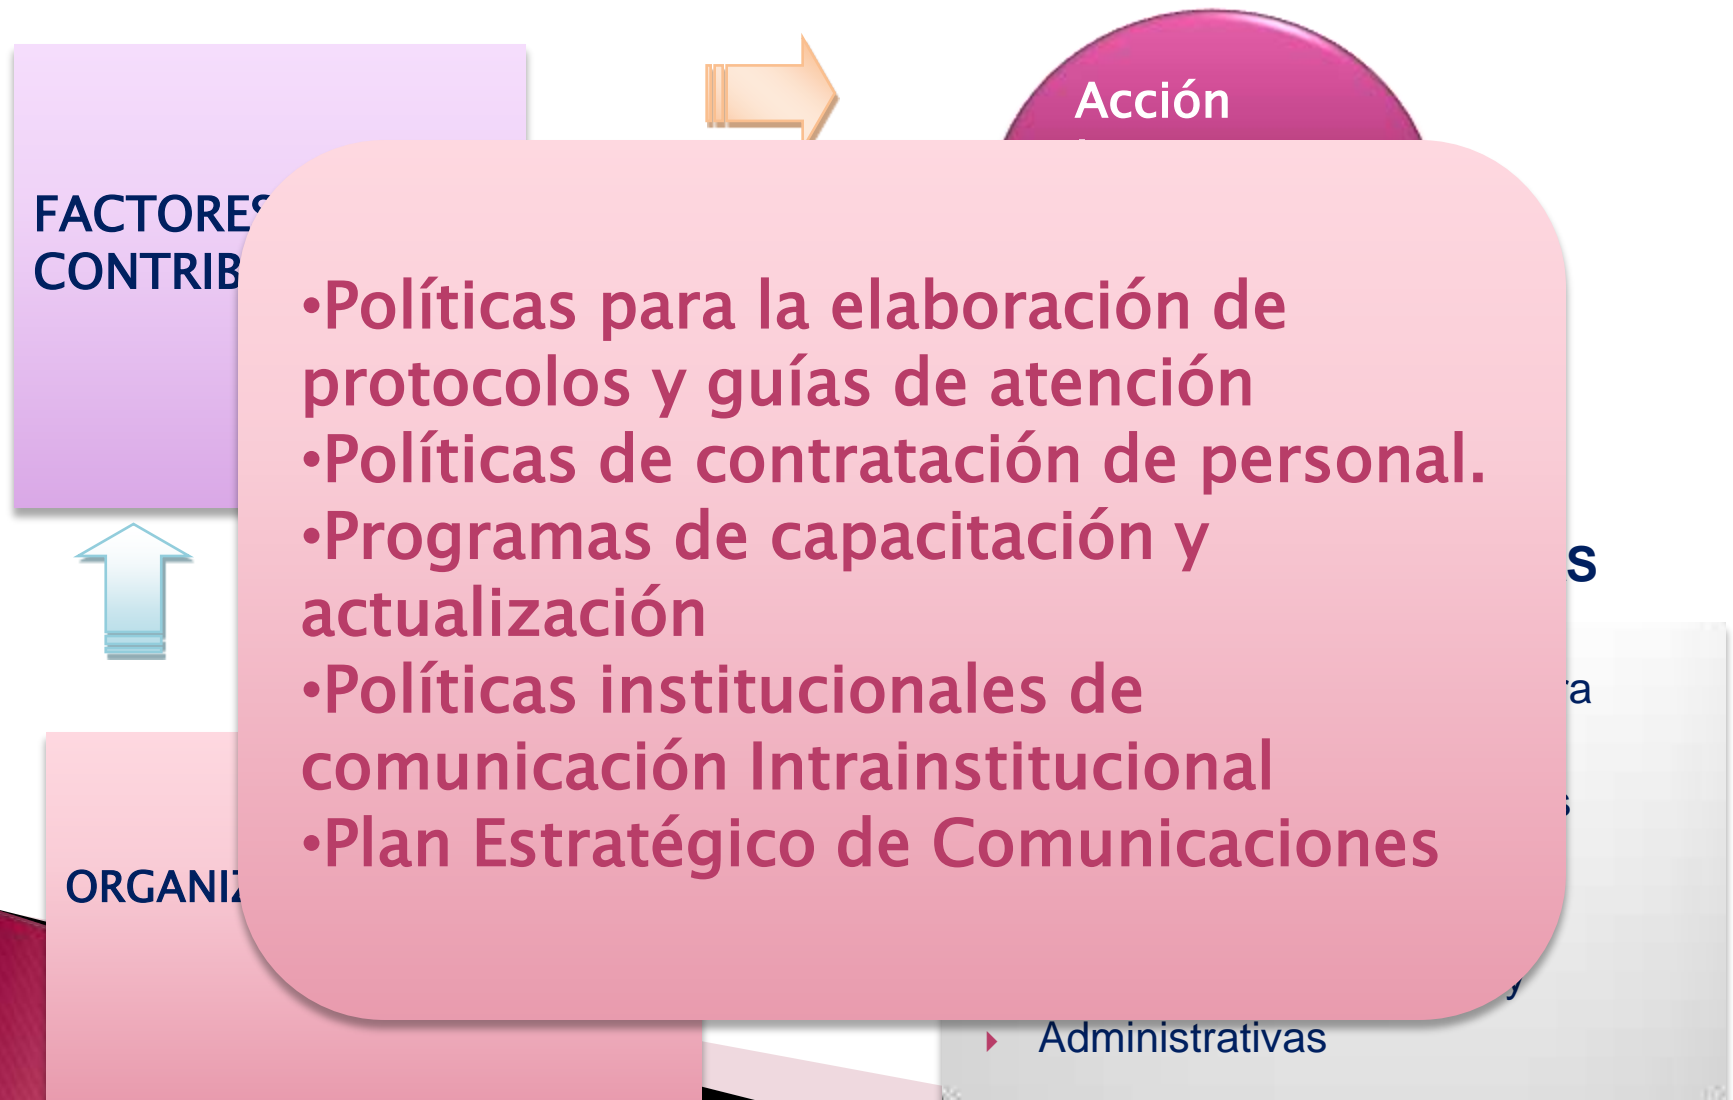 Acción
FACTORES
CONTRIB
•Políticas para la elaboración de
protocolos y guías de atención
•Políticas de contratación de personal.
•Programas de capacitación y
actualización
•Políticas institucionales de
comunicación Intrainstitucional
•Plan Estratégico de Comunicaciones
ORGANIZ
Administrativas